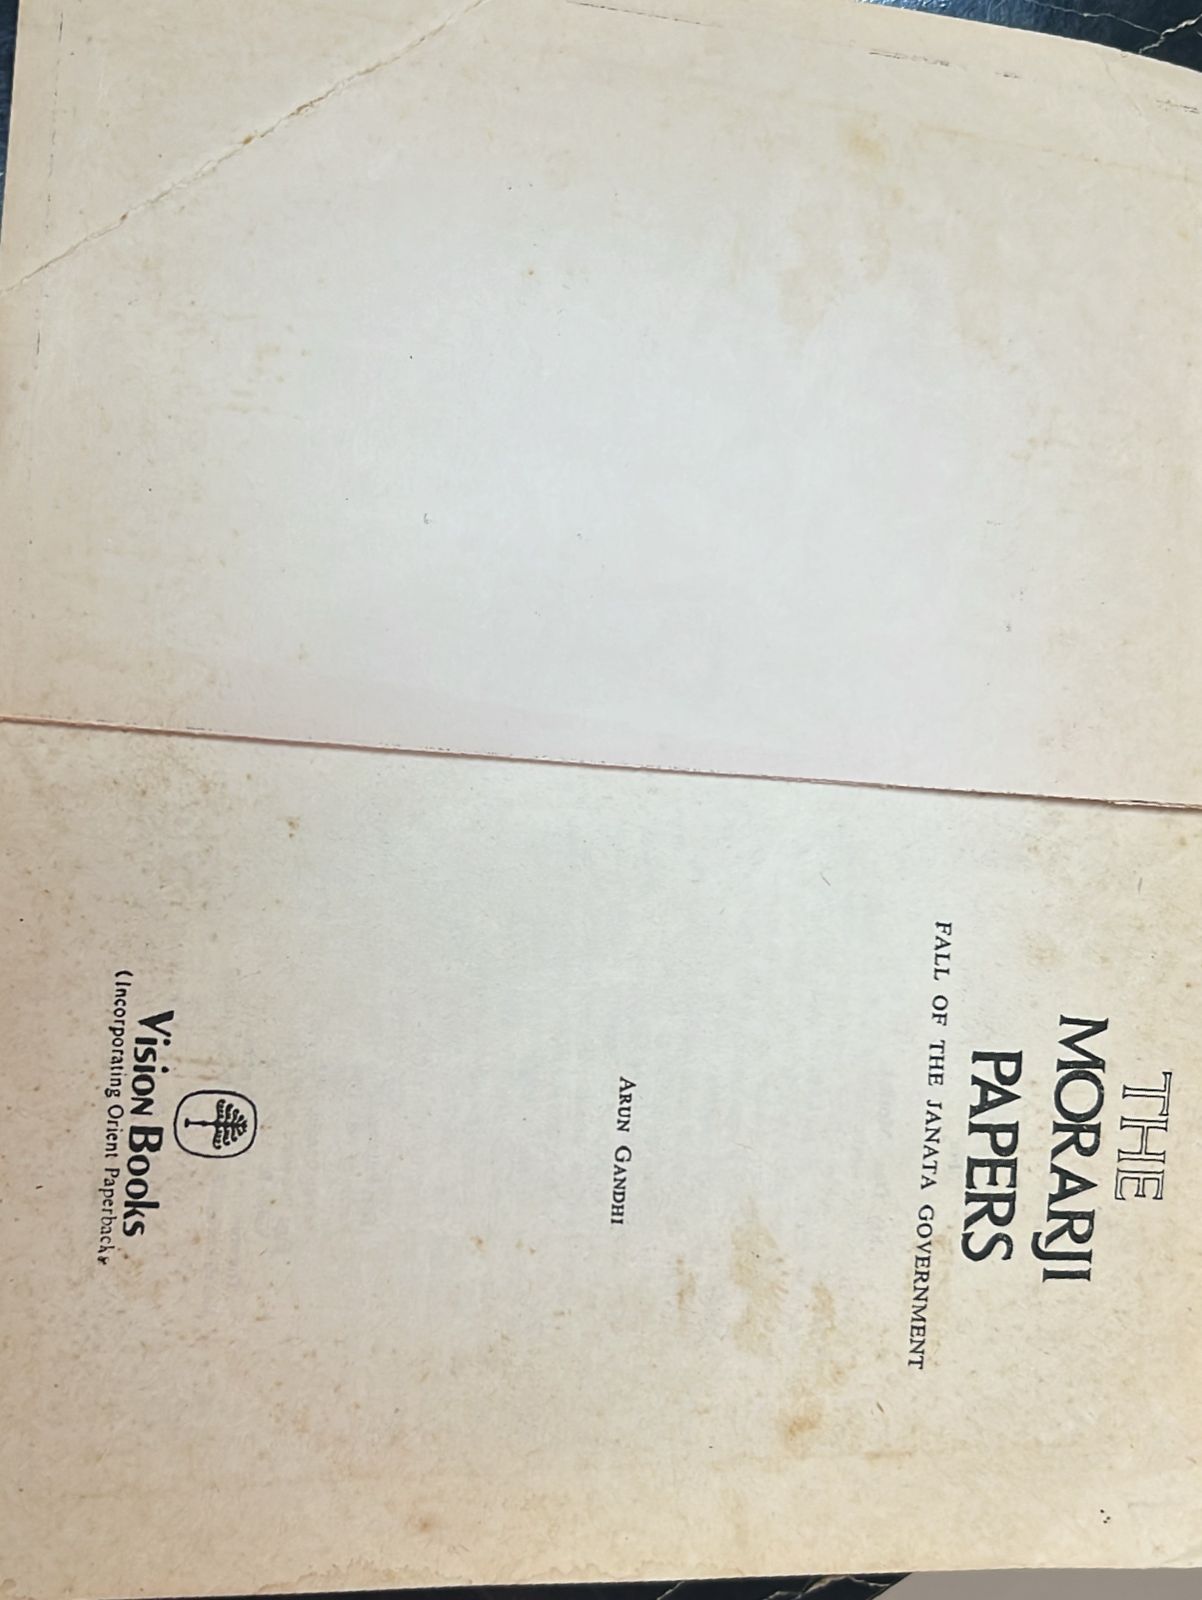 THE
MORARJI
PAPERS
FALL OF THE JANATA GOVERNMENT
ARUN GANDHI
Vision Books
(Incorporating Orient Paperbacks)